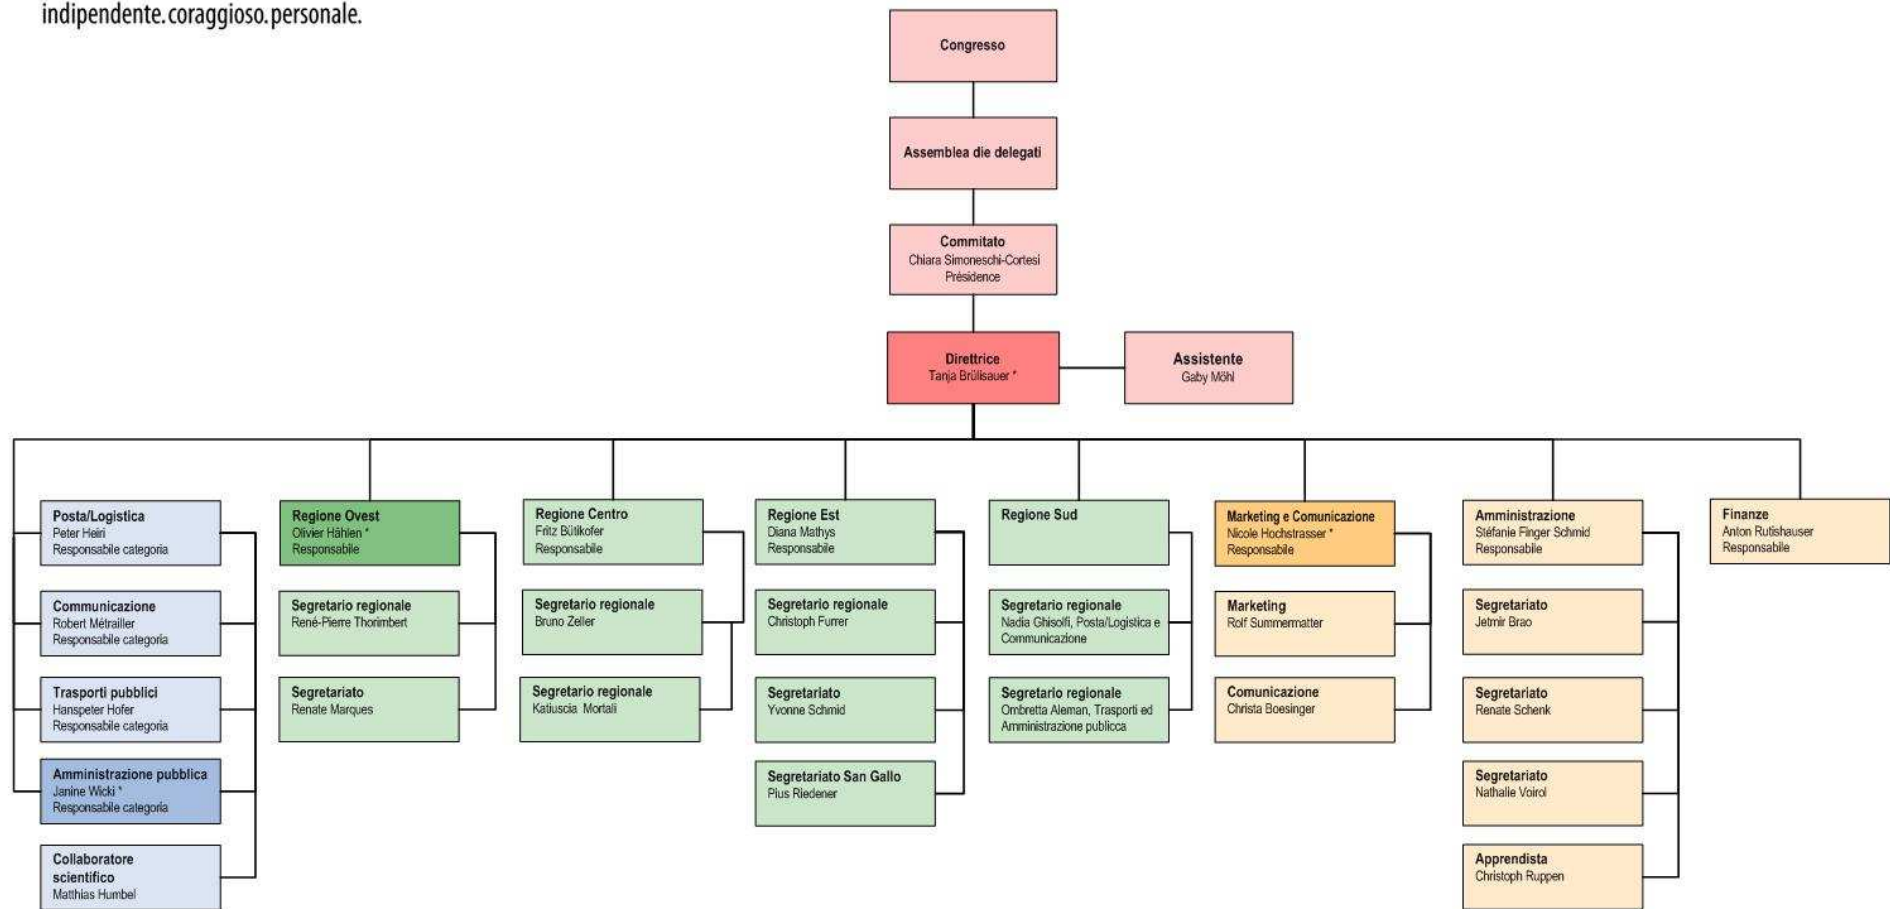 indipendente.coraggioso.personale.
Congresso
Assemblea die delegati
Commitato
Chiara Simoneschi-Cortesi
Présidence
Direttrice
Tanja Brülisauer *
Assistente
Gaby Möhl
Posta/Logistica
Peter Heiri
Responsabile categoria
Communicazione
Robert Métrailler
Responsabile categoria
Trasporti pubblici
Hanspeter Hofer
Responsabile categoria
Amministrazione pubblica
Janine Wicki *
Responsabile categoria
Collaboratore
scientifico
Matthias Humbel
Regione Ovest
Olivier Hählen *
Responsabile
Segretario regionale
René-Pierre Thorimbert
Segretariato
Renate Marques
Regione Centro
Fritz Bütikofer
Responsabile
Segretario regionale
Bruno Zeller
Segretario regionale
Katiuscia Mortali
Regione Est
Diana Mathys
Responsabile
Segretario regionale
Christoph Furrer
Segretariato
Yvonne Schmid
Segretariato San Gallo
Pius Riedener
Regione Sud
Segretario regionale
Nadia Ghisolfi, Posta/Logistica e
Communicazione
Segretario regionale
Ombretta Aleman, Trasporti ed
Amministrazione publicca
Marketing e Comunicazione
Nicole Hochstrasser *
Responsabile
Marketing
Rolf Summermatter
Comunicazione
Christa Boesinger
Amministrazione
Stéfanie Finger Schmid
Responsabile
Segretariato
Jetmir Brao
Segretariato
Renate Schenk
Segretariato
Nathalie Voirol
Apprendista
Christoph Ruppen
Finanze
Anton Rutishauser
Responsabile